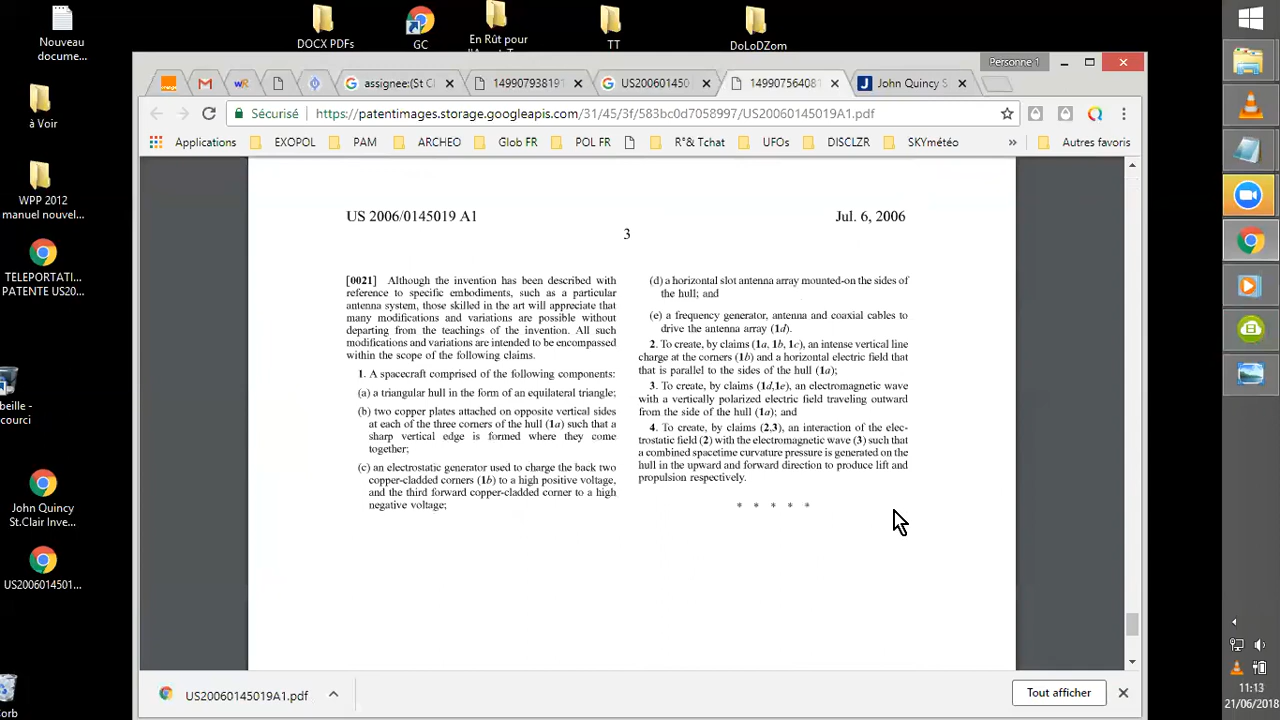 Nouveau
docume...
DOCX PDFs
GC
En Rût pour
TT
DoLoDZom
Personne 1
assignee:(St C
US20060145
John Quincy S
Sécurisé
https://patentimages.storage.googleapis.com/31/45/3f/583bc0d7058997/US20060145019A1.pdf
Applications
EXOPOL
PAM
ARCHEO
Glob FR
POL FR
R°& Tchat
UFOs
DISCLZR
SKYmétéo
»
Autres favoris
à Voir
WPP 2012
manuel nouvel...
TELEPORTATI...
PATENTE US20...
beille -
courci
John Quincy
St.Clair Inve...
US2006014501...
US 2006/0145019 A1
Jul. 6, 2006
3
[0021] Although the invention has been described with
reference to specific embodiments, such as a particular
antenna system, those skilled in the art will appreciate that
many modifications and variations are possible without
departing from the teachings of the invention. All such
modifications and variations are intended to be encompassed
within the scope of the following claims.
1. A spacecraft comprised of the following components:
(a) a triangular hull in the form of an equilateral triangle;
(b) two copper plates attached on opposite vertical sides
at each of the three corners of the hull (1a) such that a
sharp vertical edge is formed where they come
together;
(c) an electrostatic generator used to charge the back two
copper-cladded corners (1b) to a high positive voltage,
and the third forward copper-cladded corner to a high
negative voltage;
(d) a horizontal slot antenna array mounted-on the sides of
the hull; and
(e) a frequency generator, antenna and coaxial cables to
drive the antenna array (1d).
2. To create, by claims (1a, 1b, 1c), an intense vertical line
charge at the corners (1b) and a horizontal electric field that
that is parallel to the sides of the hull (1a);
3. To create, by claims (1d,1e), an electromagnetic wave
with a vertically polarized electric field traveling outward
from the side of the hull (1a); and
4. To create, by claims (2,3), an interaction of the elec-
trostatic field (2) with the electromagnetic wave (3) such that
a combined spacetime curvature pressure is generated on the
hull in the upward and forward direction to produce lift and
propulsion respectively.
* * * * *
US20060145019A1.pdf
Tout afficher
11:13
21/06/2018